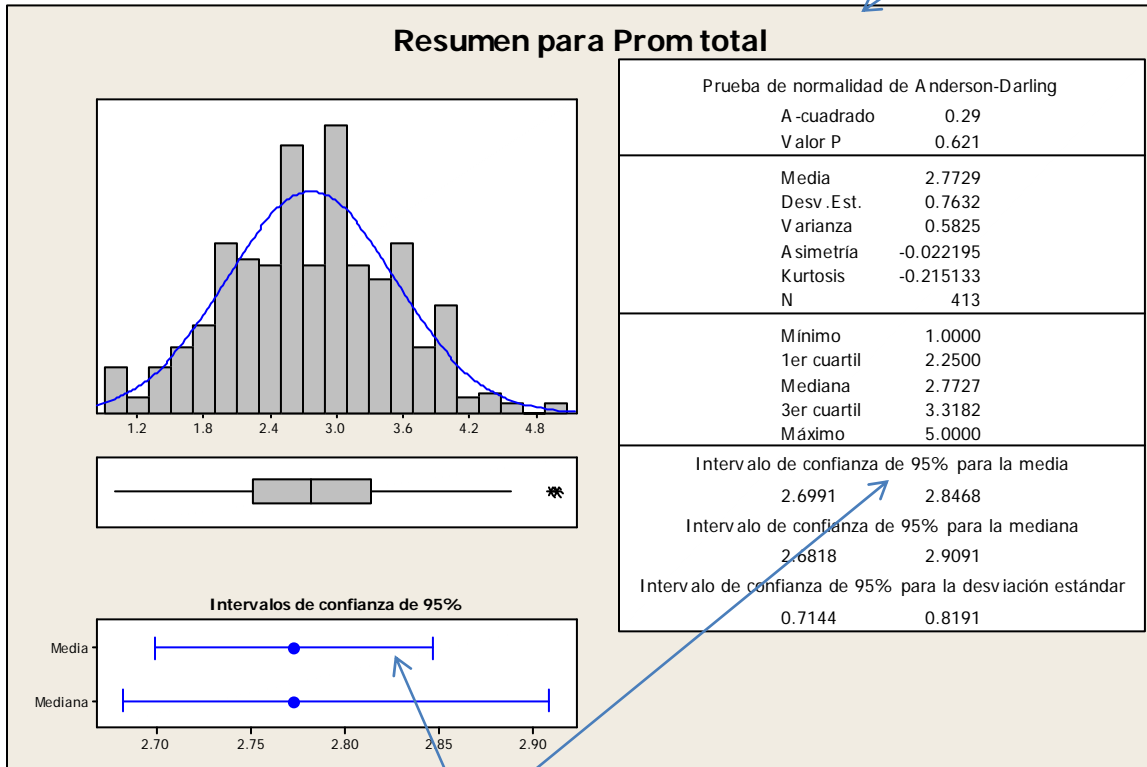 Resumen para Prom total
1.2 1.8 2.4 3.0 3.6 4.2 4.8
Intervalos de confianza de 95%
Media
Mediana
2.70 2.75 2.80 2.85 2.90
Prueba de normalidad de Anderson-Darling
A-cuadrado 0.29
Valor P 0.621
Media 2.7729
Desv.Est. 0.7632
Varianza 0.5825
Asimetría -0.022195
Kurtosis -0.215133
N 413
Mínimo 1.0000
1er cuartil 2.2500
Mediana 2.7727
3er cuartil 3.3182
Máximo 5.0000
Intervalo de confianza de 95% para la media
2.6991 2.8468
Intervalo de confianza de 95% para la mediana
2.6818 2.9091
Intervalo de confianza de 95% para la desviación estándar
0.7144 0.8191